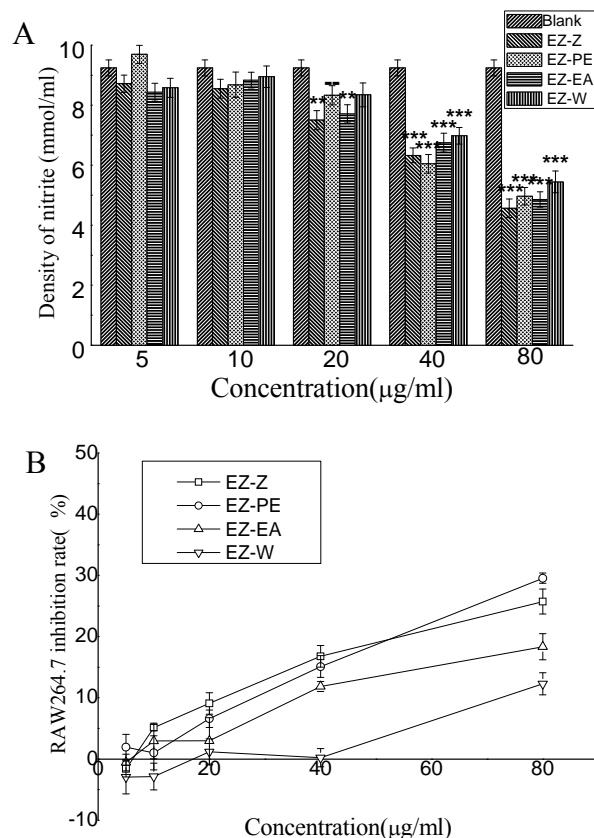 A
Blank
EZ-Z
EZ-PE
EZ-EA
EZ-W
Density of nitrite (mmol/ml)
10
8
6
4
2
0
** **
*** *** *** ***
*** *** *** ***
5 10 20 40 80
Concentration(μg/ml)
B
RAW264.7 inhibition rate( %)
50
40
30
20
10
0
-10
EZ-Z
EZ-PE
EZ-EA
EZ-W
0 20 40 60 80
Concentration(μg/ml)